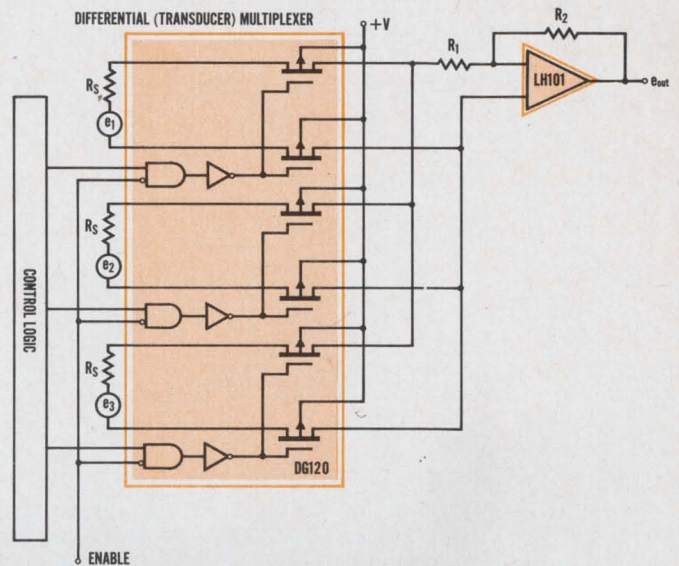 DIFFERENTIAL (TRANSDUCER) MULTIPLEXER
+V
R1
R2
LH101
eout
RS
e1
RS
e2
RS
e3
CONTROL LOGIC
DG120
ENABLE